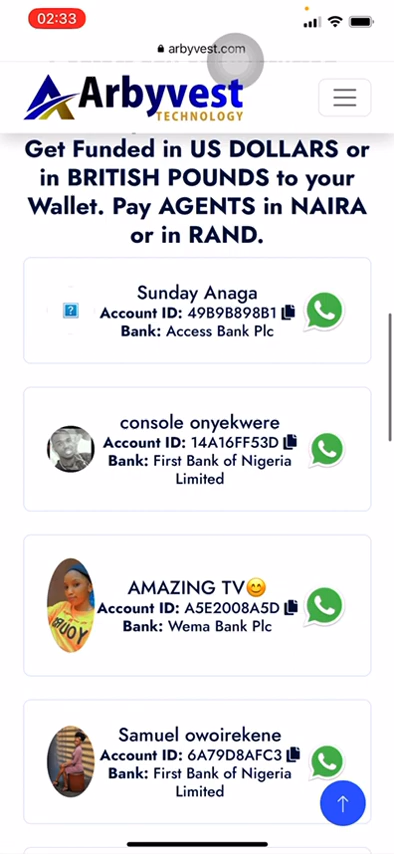 02:33
arbyvest.com
Arbyvest
TECHNOLOGY
Get Funded in US DOLLARS or
in BRITISH POUNDS to your
Wallet. Pay AGENTS in NAIRA
or in RAND.
Sunday Anaga
Account ID: 49B9B898B1
Bank: Access Bank Plc
console onyekwere
Account ID: 14A16FF53D
Bank: First Bank of Nigeria
Limited
AMAZING TV😊
Account ID: A5E2008A5D
Bank: Wema Bank Plc
BUOY
Samuel owoirekene
Account ID: 6A79D8AFC3
Bank: First Bank of Nigeria
Limited